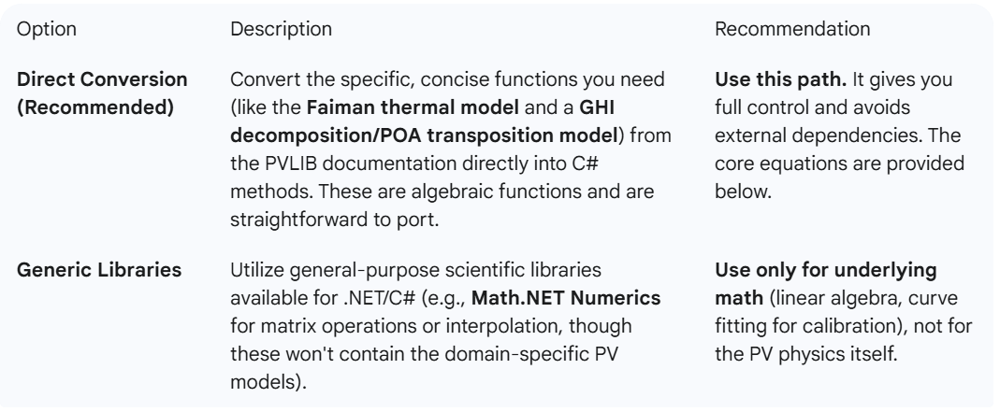 Option Description Recommendation
Direct Conversion
(Recommended)
Convert the specific, concise functions you need
(like the Faiman thermal model and a GHI
decomposition/POA transposition model) from
the PVLIB documentation directly into C#
methods. These are algebraic functions and are
straightforward to port.
Use this path. It gives you
full control and avoids
external dependencies. The
core equations are provided
below.
Generic Libraries
Utilize general-purpose scientific libraries
available for .NET/C# (e.g., Math.NET Numerics
for matrix operations or interpolation, though
these won't contain the domain-specific PV
models).
Use only for underlying
math (linear algebra, curve
fitting for calibration), not for
the PV physics itself.